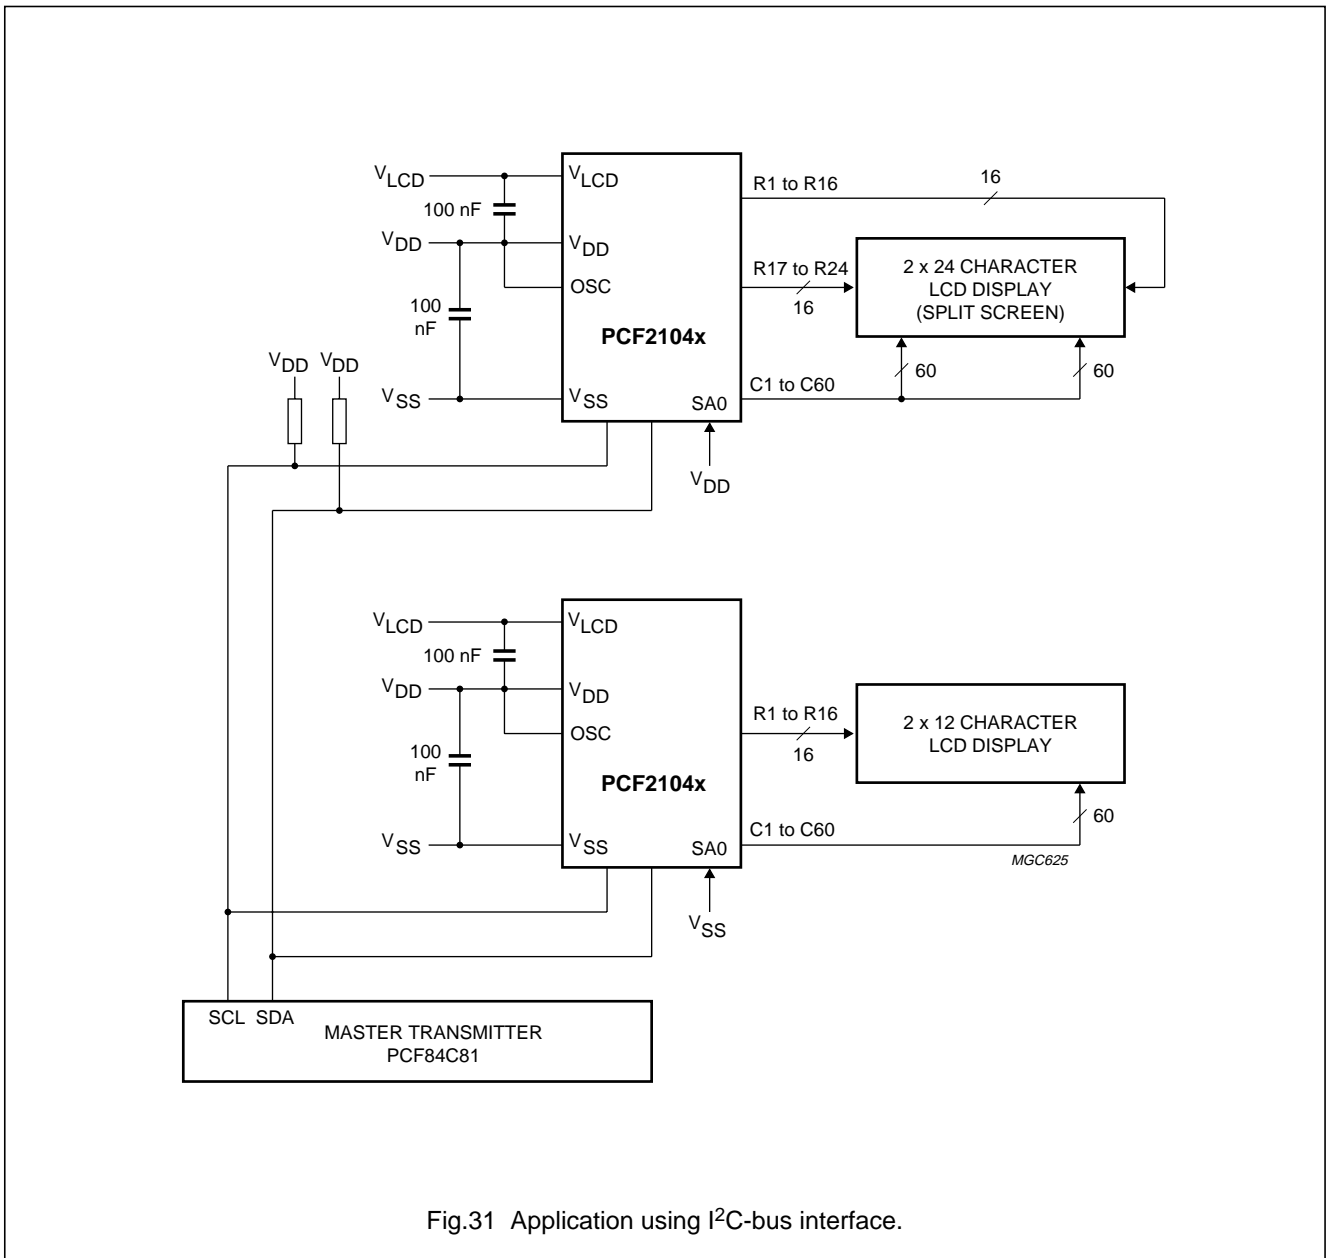 VLCD
100 nF
VDD
100
nF
VSS
VLCD
VDD
OSC
PCF2104x
VSS
SA0
VDD
R1 to R16
16
R17 to R24
16
C1 to C60
2 x 24 CHARACTER
LCD DISPLAY
(SPLIT SCREEN)
60
60
VDD
VDD
VLCD
100 nF
VDD
100
nF
VSS
VLCD
VDD
OSC
PCF2104x
VSS
SA0
VSS
R1 to R16
16
C1 to C60
2 x 12 CHARACTER
LCD DISPLAY
60
MGC625
SCL SDA
MASTER TRANSMITTER
PCF84C81
Fig.31 Application using I²C-bus interface.